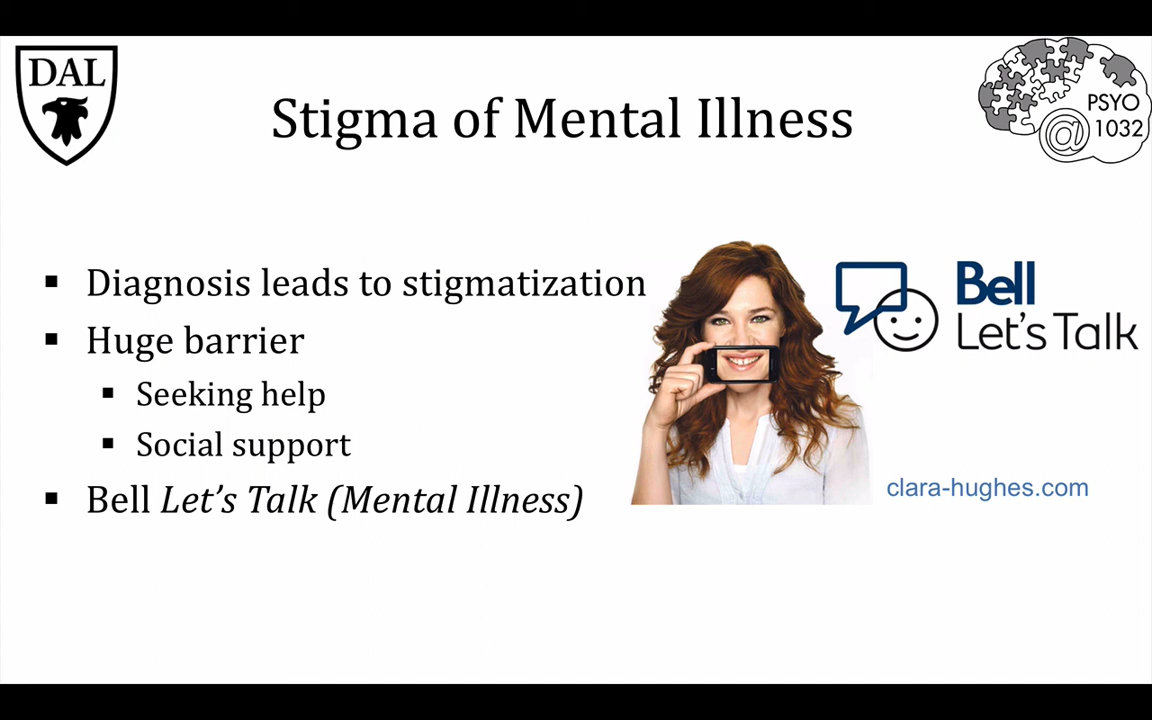 DAL
Stigma of Mental Illness
PSYO
@ 1032
▪ Diagnosis leads to stigmatization
▪ Huge barrier
▪ Seeking help
▪ Social support
▪ Bell Let's Talk (Mental Illness)
Bell
Let's Talk
clara-hughes.com